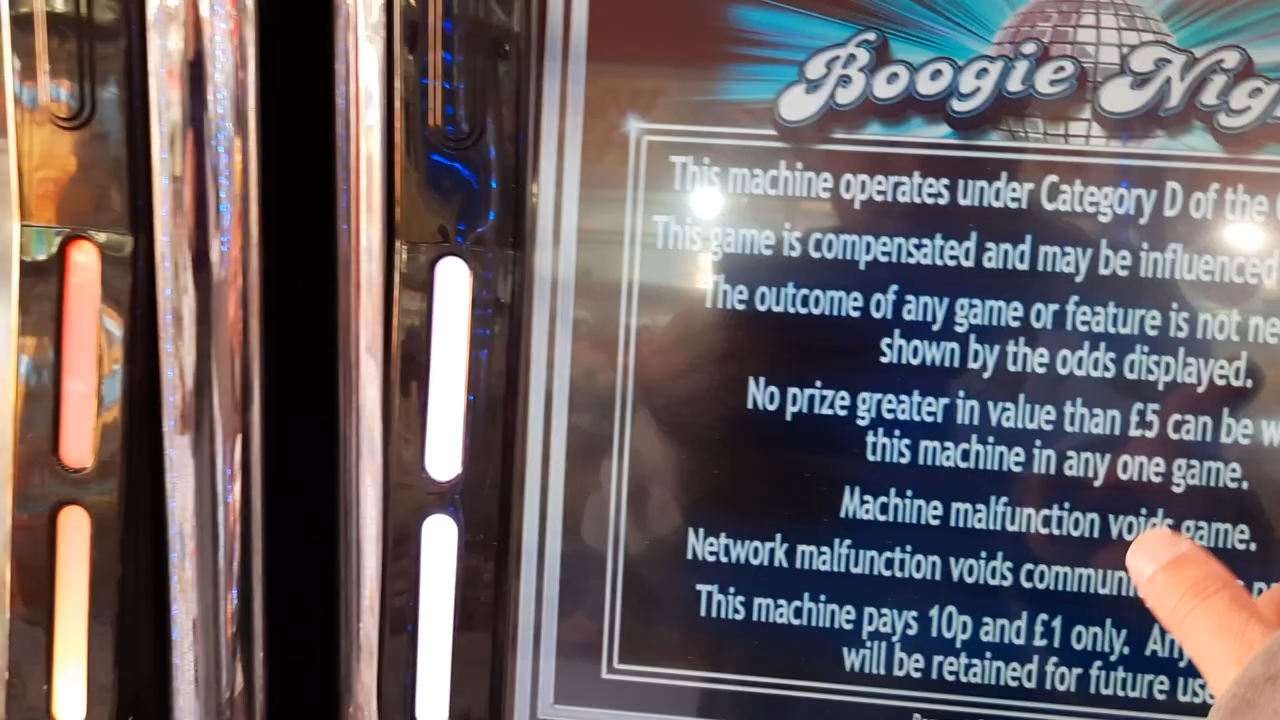 Boogie Nig
This machine operates under Category D of the
This game is compensated and may be influenced
The outcome of any game or feature is not ne
shown by the odds displayed.
No prize greater in value than £5 can be w
this machine in any one game.
Machine malfunction voids game.
Network malfunction voids commun
This machine pays 10p and £1 only. Any
will be retained for future use